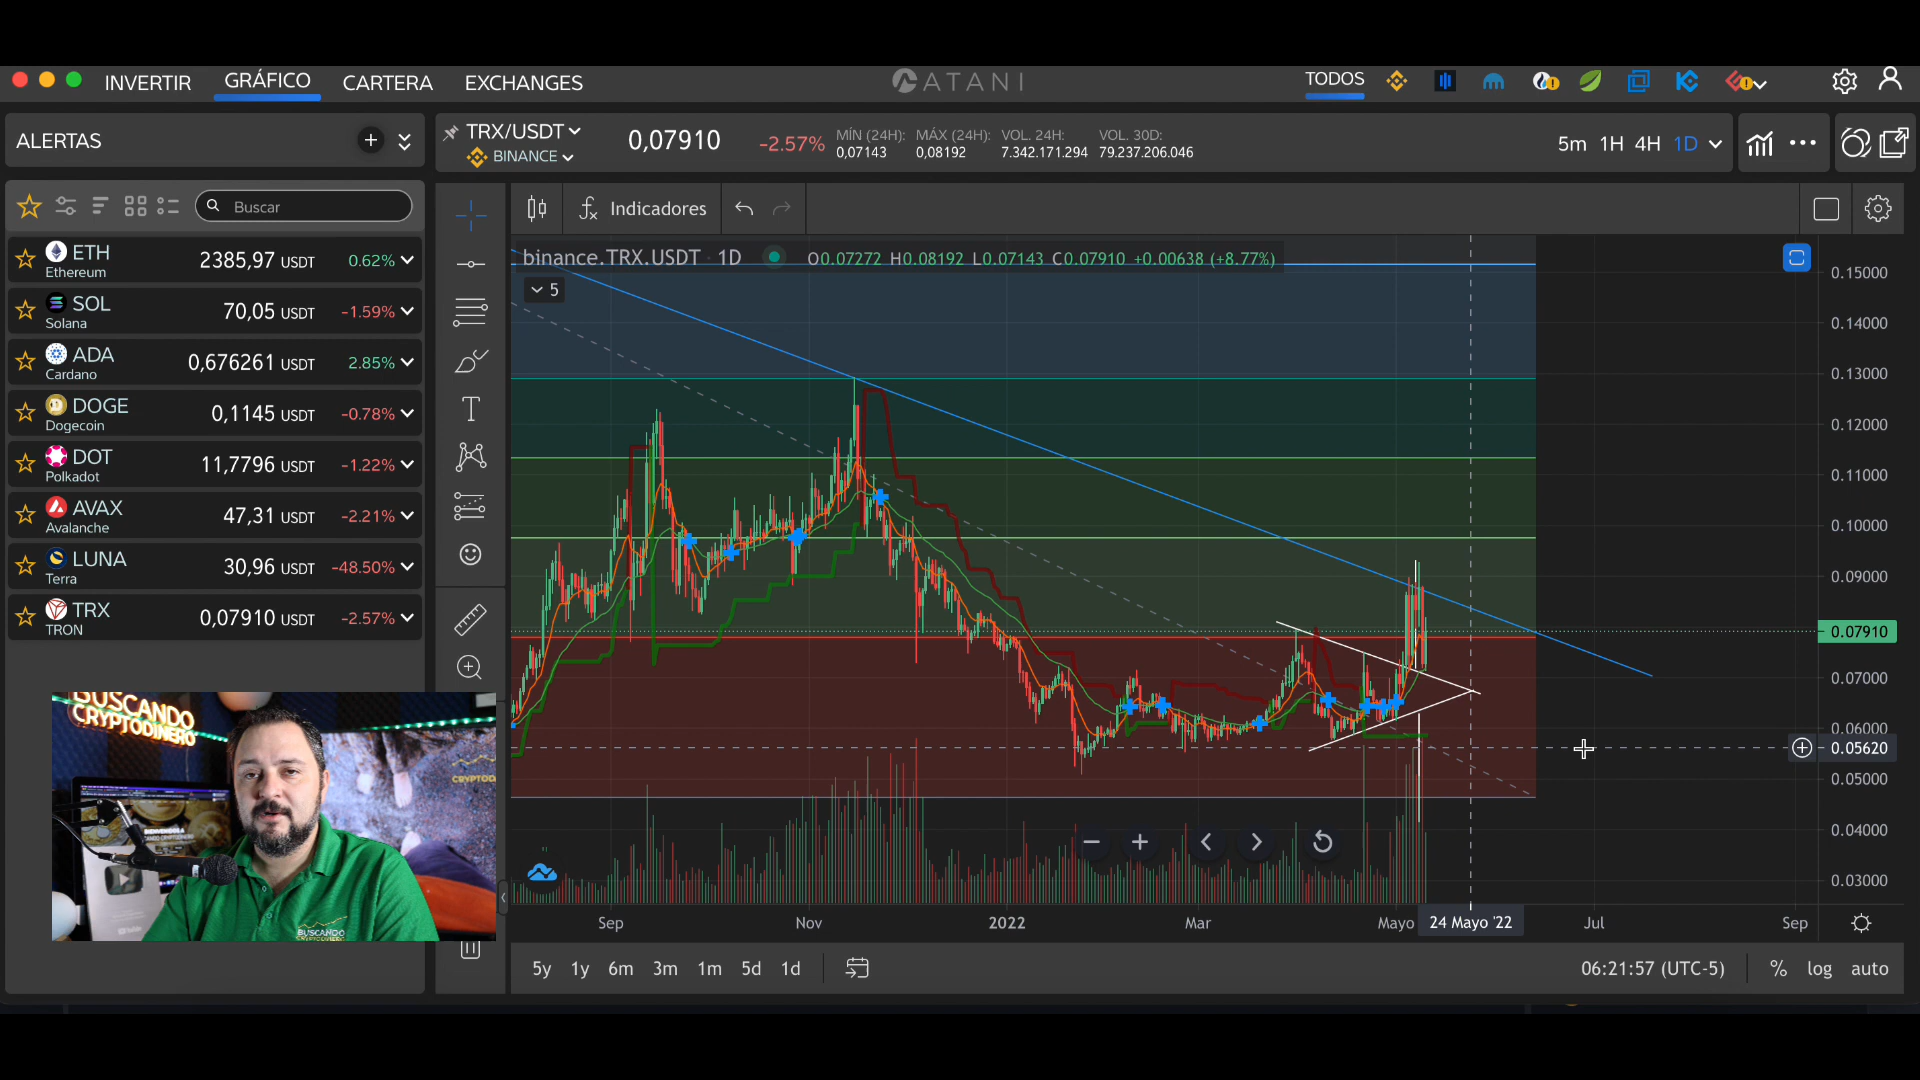 INVERTIR GRÁFICO CARTERA EXCHANGES
ATANI
TODOS
ALERTAS
TRX/USDT
BINANCE
0,07910
-2.57%
MÍN (24H): MÁX (24H): VOL. 24H: VOL. 30D:
0,07143 0,08192 7.342.171.294 79.237.206.046
5m 1H 4H 1D
Buscar
Indicadores
ETH 2385,97 USDT 0.62%
Ethereum
SOL 70,05 USDT -1.59%
Solana
ADA 0,676261 USDT 2.85%
Cardano
DOGE 0,1145 USDT -0.78%
Dogecoin
DOT 11,7796 USDT -1.22%
Polkadot
AVAX 47,31 USDT -2.21%
Avalanche
LUNA 30,96 USDT -48.50%
Terra
TRX 0,07910 USDT -2.57%
TRON
binance.TRX.USDT · 1D O0.07272 H0.08192 L0.07143 C0.07910 +0.00638 (+8.77%)
5
0.15000
0.14000
0.13000
0.12000
0.11000
0.10000
0.09000
0.07910
0.07000
0.06000
0.05620
0.05000
0.04000
0.03000
Sep Nov 2022 Mar Mayo 24 Mayo '22 Jul Sep
5y 1y 6m 3m 1m 5d 1d
06:21:57 (UTC-5) % log auto
BUSCANDO
CRYPTODINERO
BUSCANDO
CRYPTODINERO